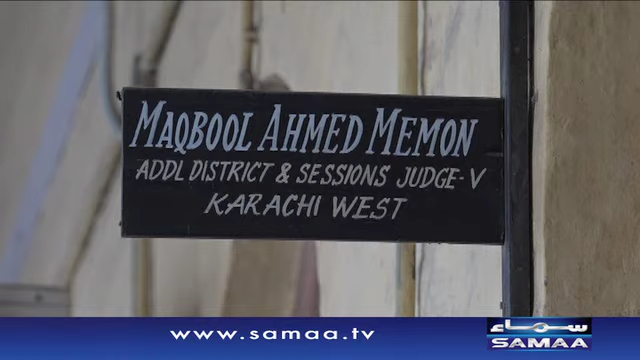 MAQBOOL AHMED MEMON
ADDL DISTRICT & SESSIONS JUDGE-V
KARACHI WEST
www.samaa.tv
سماء
SAMAA